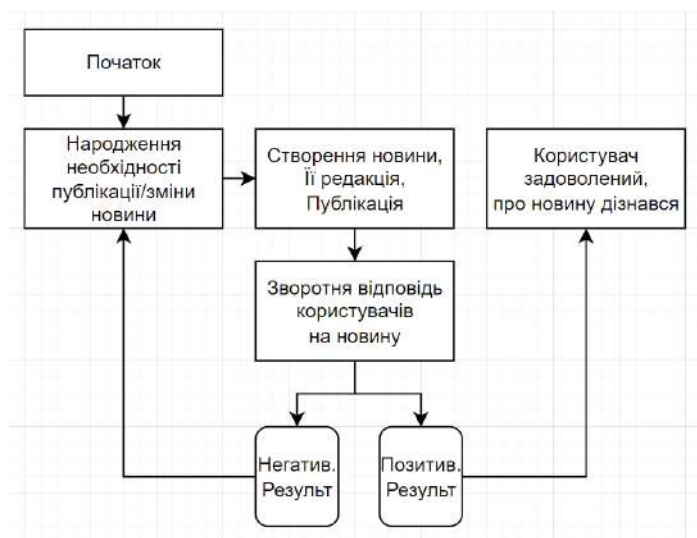 Початок
Народження
необхідності
публікації/зміни
новини
Створення новини,
Її редакція,
Публікація
Користувач
задоволений,
про новину дізнався
Зворотня відповідь
користувачів
на новину
Негатив.
Результ
Позитив.
Результ